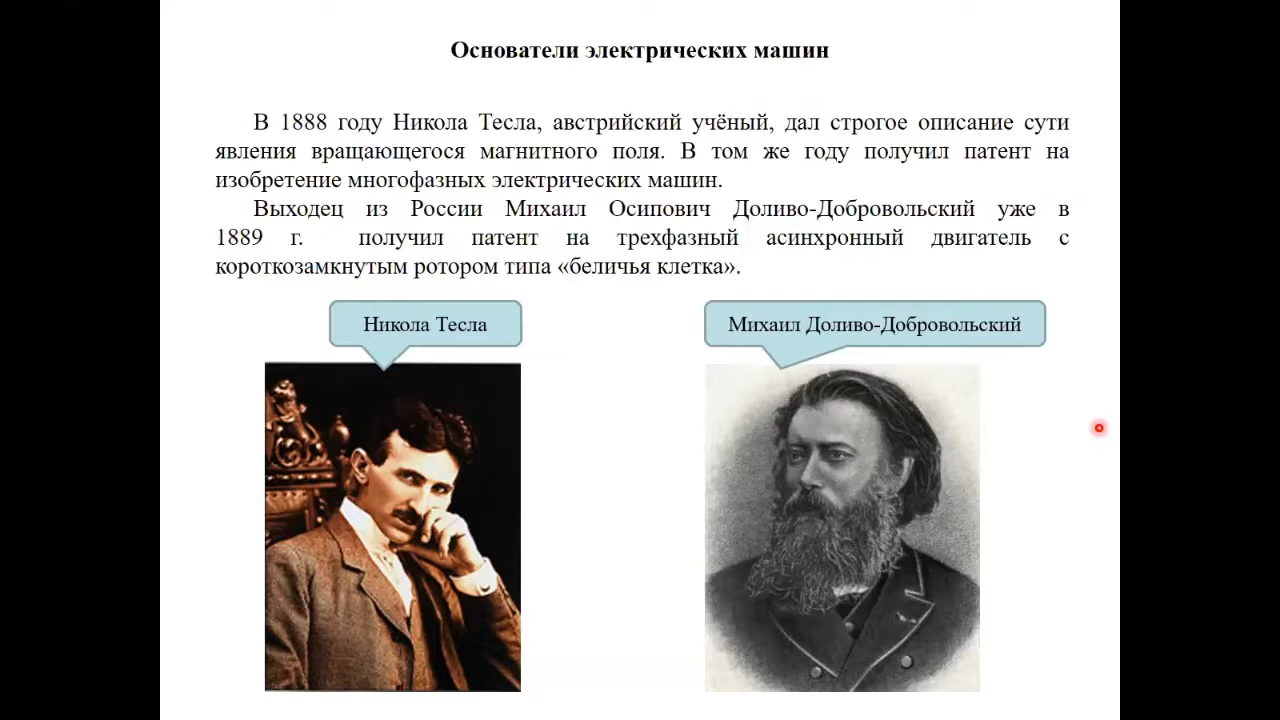 Основатели электрических машин
В 1888 году Никола Тесла, австрийский учёный, дал строгое описание сути
явления вращающегося магнитного поля. В том же году получил патент на
изобретение многофазных электрических машин.
Выходец из России Михаил Осипович Доливо-Добровольский уже в
1889 г. получил патент на трехфазный асинхронный двигатель с
короткозамкнутым ротором типа «беличья клетка».
Никола Тесла
Михаил Доливо-Добровольский